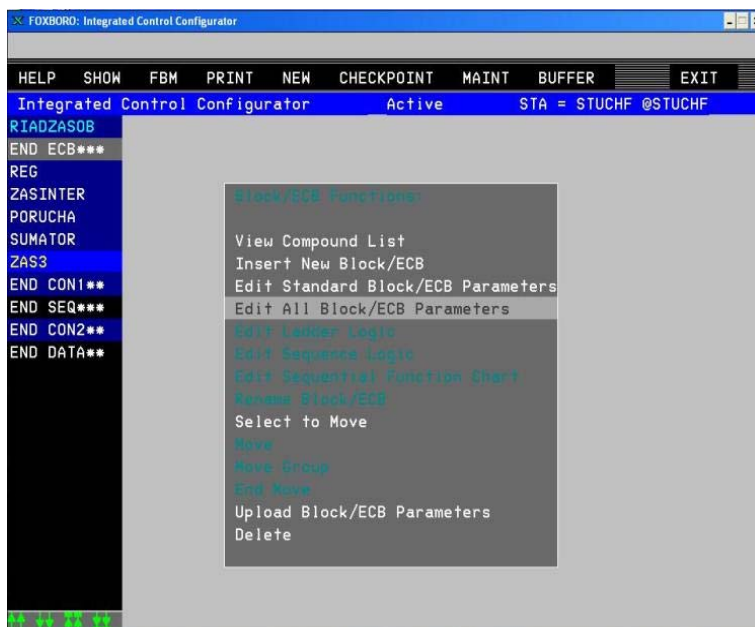 FOXBORO: Integrated Control Configurator
HELP SHOW FBM PRINT NEW CHECKPOINT MAINT BUFFER EXIT
Integrated Control Configurator Active STA = STUCHF @STUCHF
RIADZASOB
END ECB***
REG
ZASINTER
PORUCHA
SUMATOR
ZAS3
END CON1**
END SEQ***
END CON2**
END DATA**
Block/ECB Functions:
View Compound List
Insert New Block/ECB
Edit Standard Block/ECB Parameters
Edit All Block/ECB Parameters
Edit Ladder Logic
Edit Sequence Logic
Edit Sequential Function Chart
Rename Block/ECB
Select to Move
Move
Move Group
End Move
Upload Block/ECB Parameters
Delete